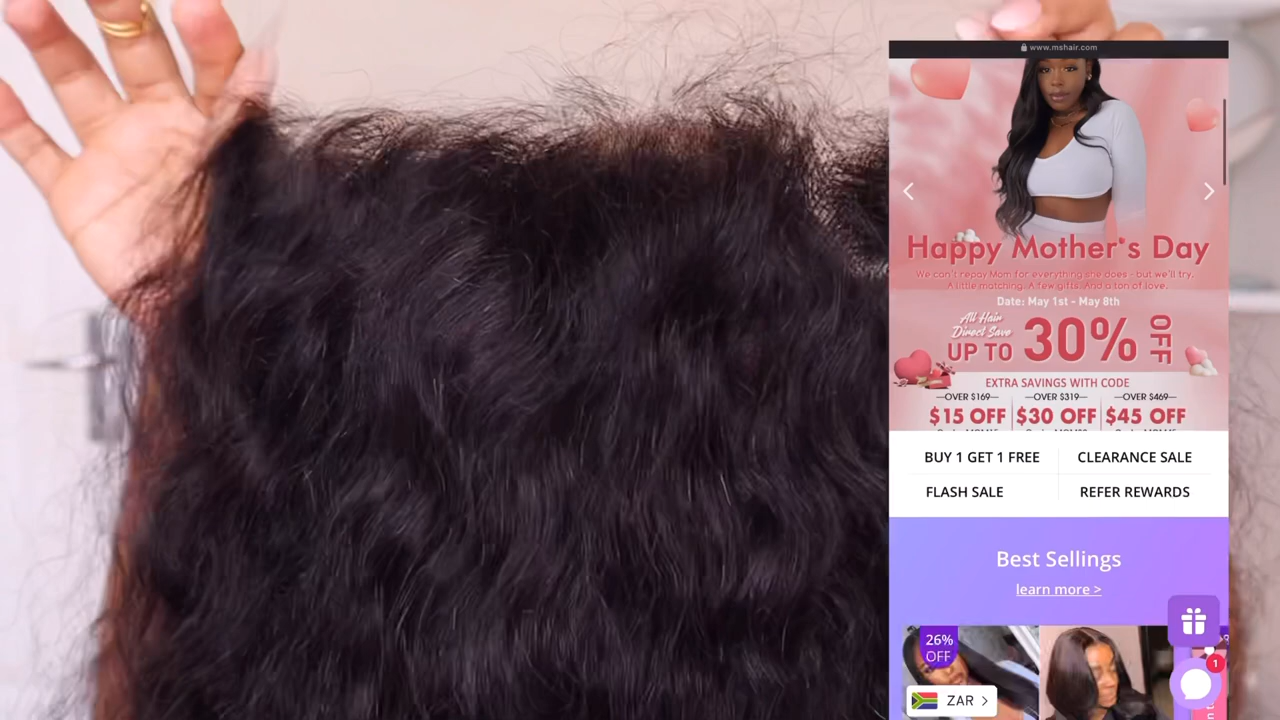 www.mshair.com
Happy Mother's Day
We can't repay Mom for everything she does - but we'll try.
A little matching. A few gifts. And a ton of love.
Date: May 1st - May 8th
All Hair
Direct Save
UP TO 30% OFF
EXTRA SAVINGS WITH CODE
OVER $169 OVER $319 OVER $469
$15 OFF $30 OFF $45 OFF
BUY 1 GET 1 FREE CLEARANCE SALE
FLASH SALE REFER REWARDS
Best Sellings
learn more >
26%
OFF
1
ZAR >